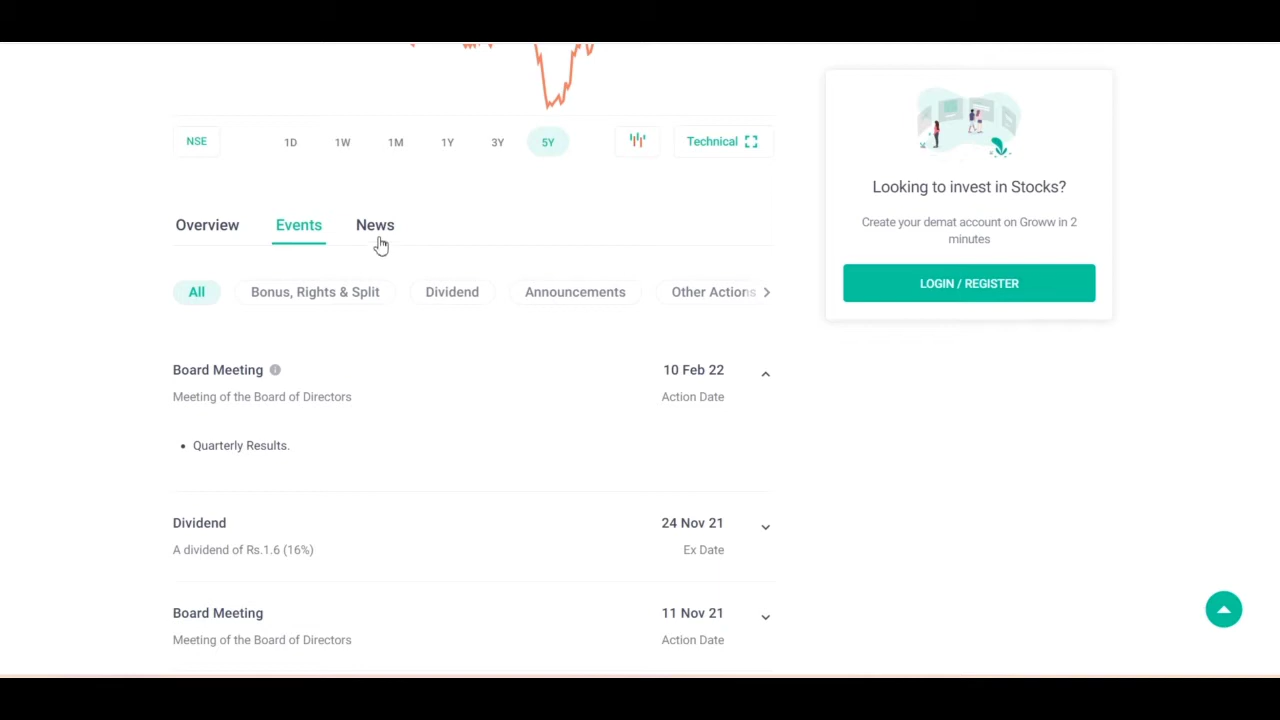 NSE 1D 1W 1M 1Y 3Y 5Y Technical
Looking to invest in Stocks?
Create your demat account on Groww in 2
minutes
LOGIN / REGISTER
Overview Events News
All Bonus, Rights & Split Dividend Announcements Other Actions
Board Meeting 10 Feb 22
Meeting of the Board of Directors Action Date
• Quarterly Results.
Dividend 24 Nov 21
A dividend of Rs.1.6 (16%) Ex Date
Board Meeting 11 Nov 21
Meeting of the Board of Directors Action Date